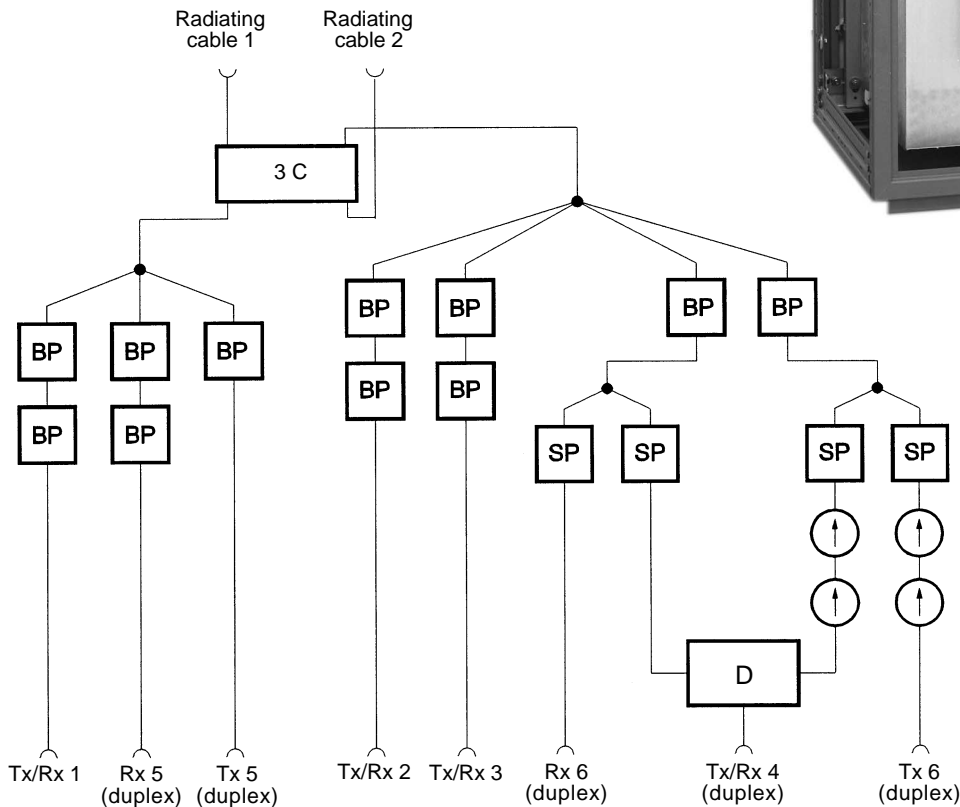 Radiating
cable 1
Radiating
cable 2
3 C
BP BP
BP BP
BP BP BP
BP BP
BP BP
SP SP
SP SP
D
Tx/Rx 1
Rx 5
(duplex)
Tx 5
(duplex)
Tx/Rx 2
Tx/Rx 3
Rx 6
(duplex)
Tx/Rx 4
(duplex)
Tx 6
(duplex)